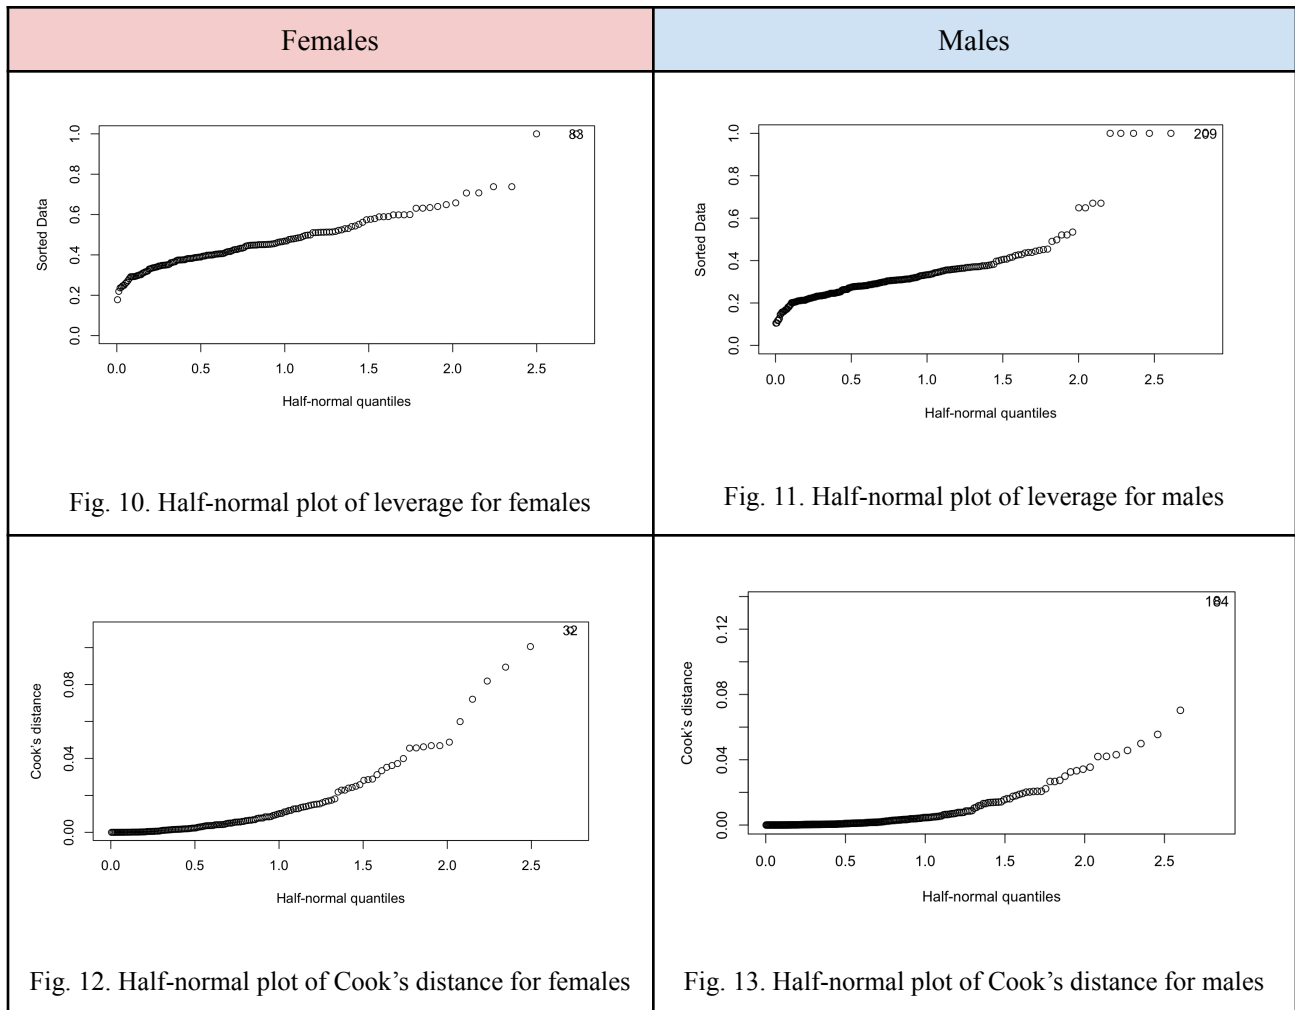 Females
Males
Sorted Data
0.0 0.2 0.4 0.6 0.8 1.0
83
0.0 0.5 1.0 1.5 2.0 2.5
Half-normal quantiles
Fig. 10. Half-normal plot of leverage for females
Sorted Data
0.0 0.2 0.4 0.6 0.8 1.0
209
0.0 0.5 1.0 1.5 2.0 2.5
Half-normal quantiles
Fig. 11. Half-normal plot of leverage for males
Cook's distance
0.00 0.04 0.08
32
0.0 0.5 1.0 1.5 2.0 2.5
Half-normal quantiles
Fig. 12. Half-normal plot of Cook’s distance for females
Cook's distance
0.00 0.04 0.08 0.12
0.0 0.5 1.0 1.5 2.0 2.5
Half-normal quantiles
Fig. 13. Half-normal plot of Cook’s distance for males